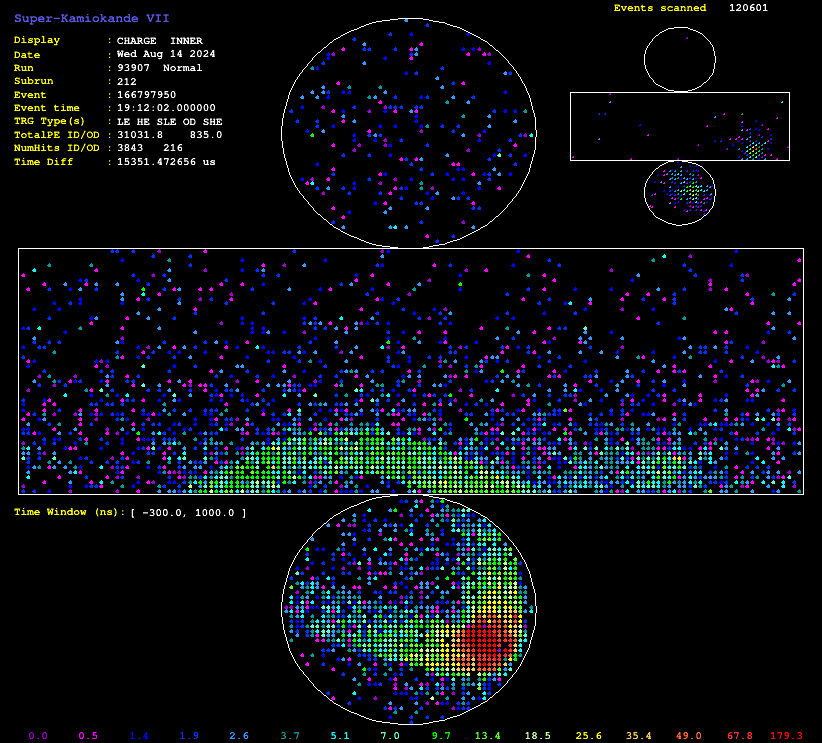 Super-Kamiokande VII
Events scanned 120601
Display : CHARGE INNER
Date : Wed Aug 14 2024
Run : 93907 Normal
Subrun : 212
Event : 166797950
Event time : 19:12:02.000000
TRG Type(s) : LE HE SLE OD SHE
TotalPE ID/OD : 31031.8 835.0
NumHits ID/OD : 3843 216
Time Diff : 15351.472656 us
Time Window (ns): [ -300.0, 1000.0 ]
0.0 0.5 1.4 1.9 2.6 3.7 5.1 7.0 9.7 13.4 18.5 25.6 35.4 49.0 67.8 179.3